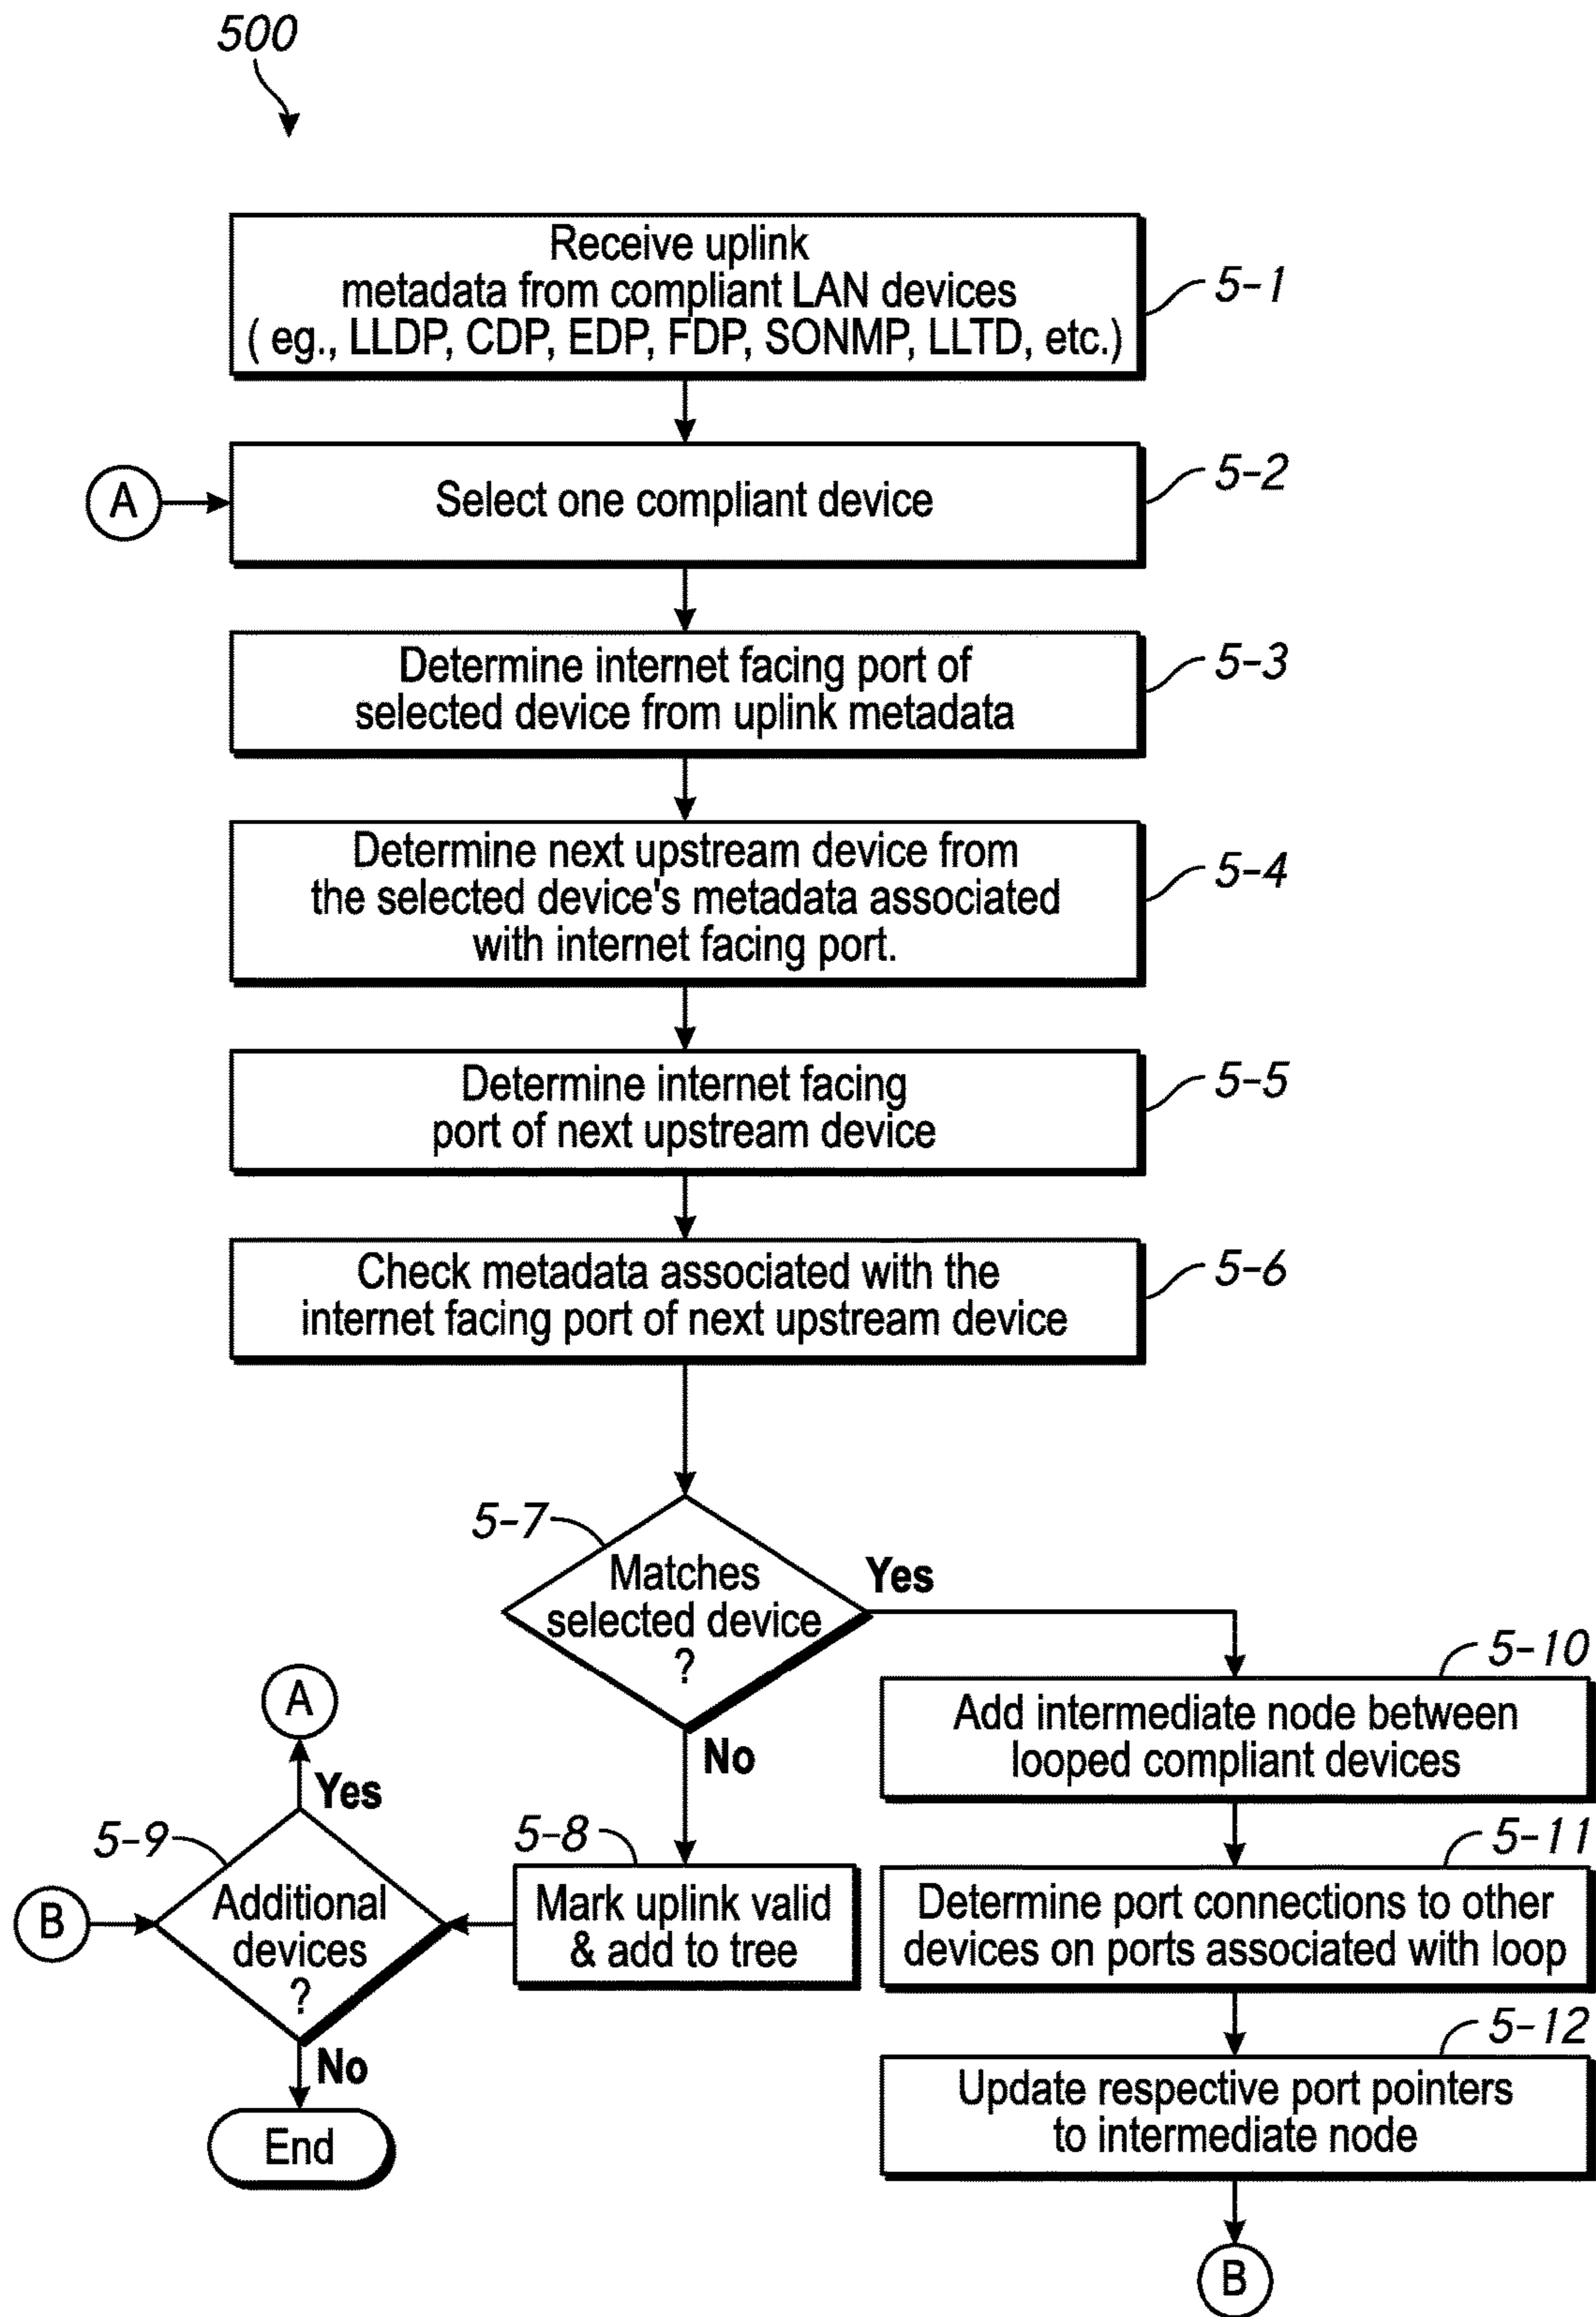 500
Receive uplink
metadata from compliant LAN devices
( eg., LLDP, CDP, EDP, FDP, SONMP, LLTD, etc.)
5-1
A
Select one compliant device
5-2
Determine internet facing port of
selected device from uplink metadata
5-3
Determine next upstream device from
the selected device's metadata associated
with internet facing port.
5-4
Determine internet facing
port of next upstream device
5-5
Check metadata associated with the
internet facing port of next upstream device
5-6
5-7
Matches
selected device
?
Yes
No
5-10
Add intermediate node between
looped compliant devices
A
Yes
5-9
Additional
devices
?
B
No
End
5-8
Mark uplink valid
& add to tree
5-11
Determine port connections to other
devices on ports associated with loop
5-12
Update respective port pointers
to intermediate node
B